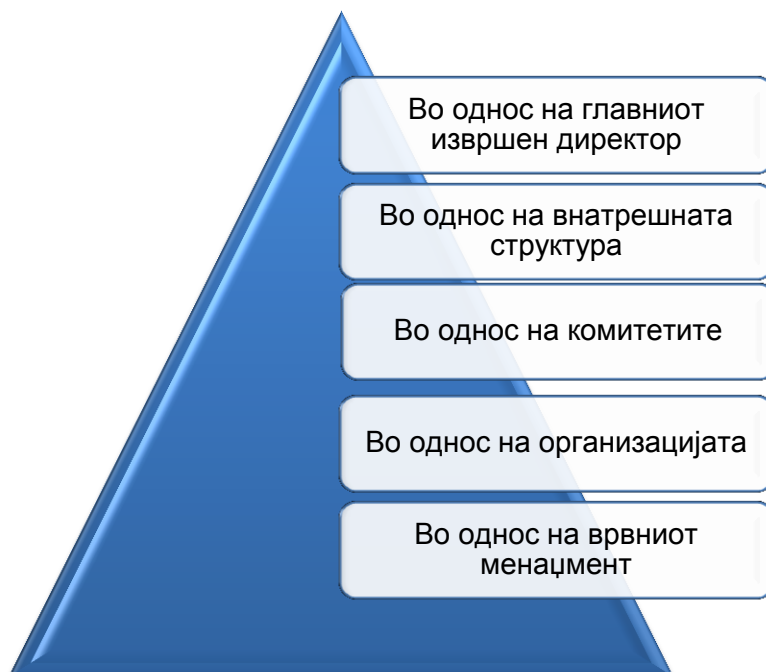 Во однос на главниот
извршен директор
Во однос на внатрешната
структура
Во однос на комитетите
Во однос на организацијата
Во однос на врвниот
менаџмент